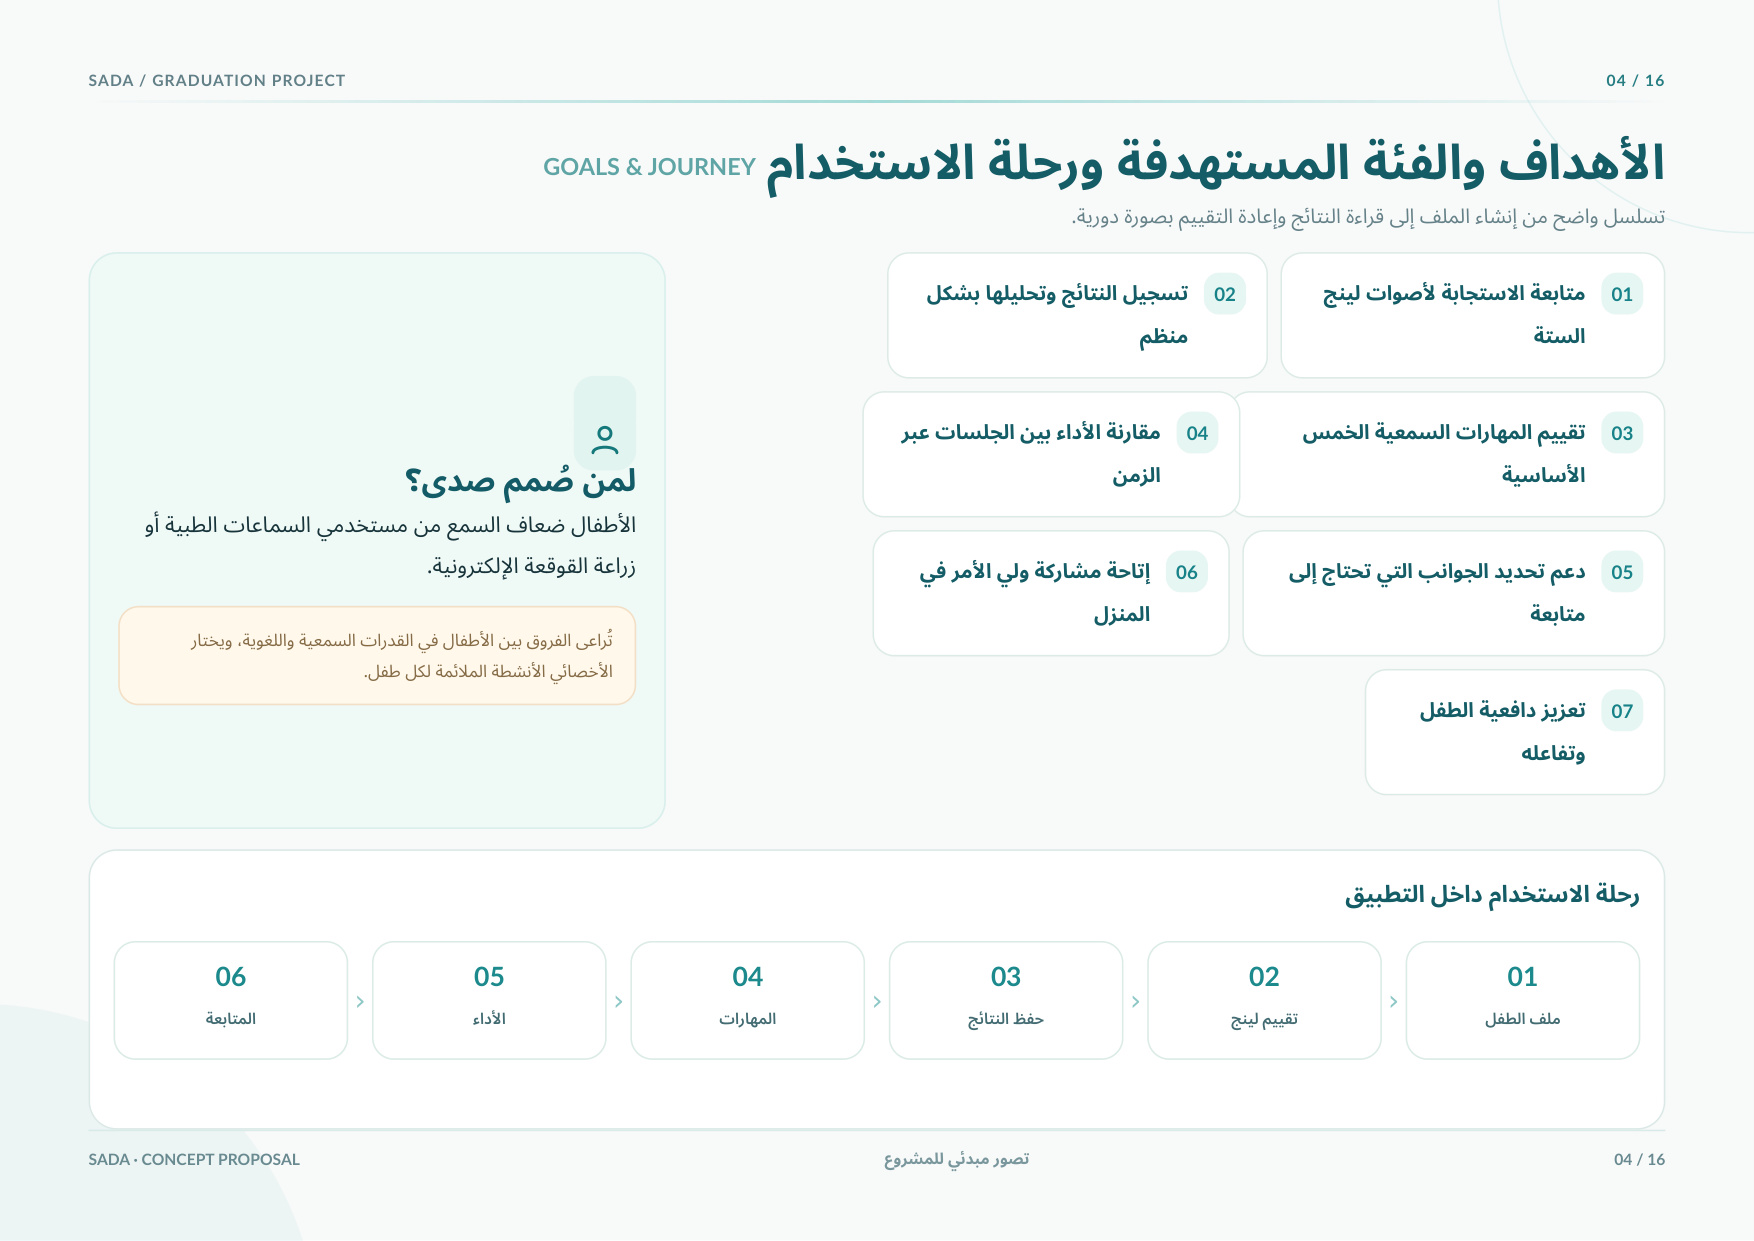 SADA / GRADUATION PROJECT
04 / 16
الأهداف والفئة المستهدفة ورحلة الاستخدام GOALS & JOURNEY
تسلسل واضح من إنشاء الملف إلى قراءة النتائج وإعادة التقييم بصورة دورية.
01
متابعة الاستجابة لأصوات لينج
الستة
02
تسجيل النتائج وتحليلها بشكل
منظم
03
تقييم المهارات السمعية الخمس
الأساسية
04
مقارنة الأداء بين الجلسات عبر
الزمن
05
دعم تحديد الجوانب التي تحتاج إلى
متابعة
06
إتاحة مشاركة ولي الأمر في
المنزل
07
تعزيز دافعية الطفل
وتفاعله
لمن صُمم صدى؟
الأطفال ضعاف السمع من مستخدمي السماعات الطبية أو
زراعة القوقعة الإلكترونية.
تُراعى الفروق بين الأطفال في القدرات السمعية واللغوية، ويختار
الأخصائي الأنشطة الملائمة لكل طفل.
رحلة الاستخدام داخل التطبيق
01
ملف الطفل
02
تقييم لينج
03
حفظ النتائج
04
المهارات
05
الأداء
06
المتابعة
SADA · CONCEPT PROPOSAL
تصور مبدئي للمشروع
04 / 16